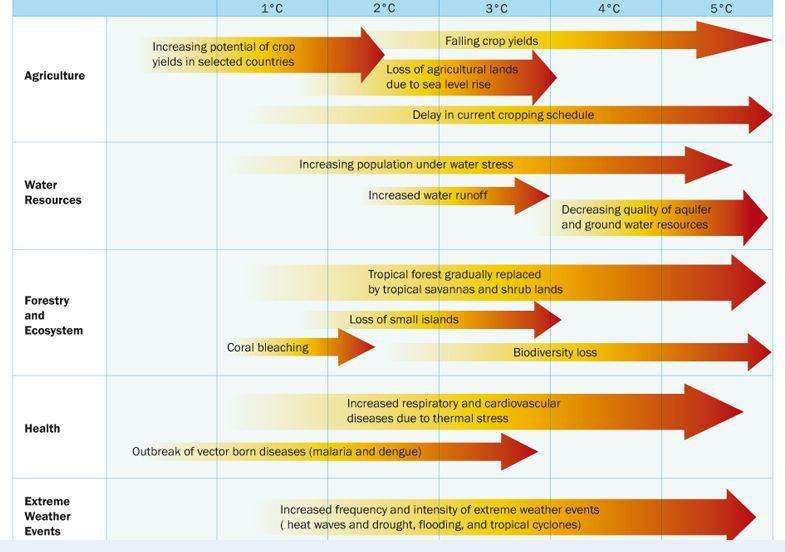 1°C 2°C 3°C 4°C 5°C
Agriculture
Increasing potential of crop
yields in selected countries
Falling crop yields
Loss of agricultural lands
due to sea level rise
Delay in current cropping schedule
Water
Resources
Increasing population under water stress
Increased water runoff
Decreasing quality of aquifer
and ground water resources
Forestry
and
Ecosystem
Tropical forest gradually replaced
by tropical savannas and shrub lands
Loss of small islands
Coral bleaching
Biodiversity loss
Health
Increased respiratory and cardiovascular
diseases due to thermal stress
Outbreak of vector born diseases (malaria and dengue)
Extreme
Weather
Events
Increased frequency and intensity of extreme weather events
( heat waves and drought, flooding, and tropical cyclones)